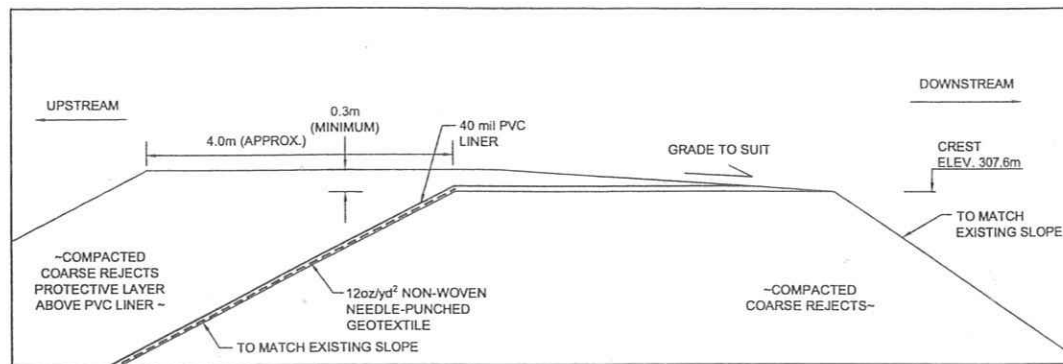 UPSTREAM
DOWNSTREAM
0.3m
(MINIMUM)
4.0m (APPROX.)
40 mil PVC
LINER
GRADE TO SUIT
CREST
ELEV. 307.6m
TO MATCH
EXISTING SLOPE
~COMPACTED
COARSE REJECTS
PROTECTIVE LAYER
ABOVE PVC LINER ~
12oz/yd² NON-WOVEN
NEEDLE-PUNCHED
GEOTEXTILE
~COMPACTED
COARSE REJECTS~
TO MATCH EXISTING SLOPE